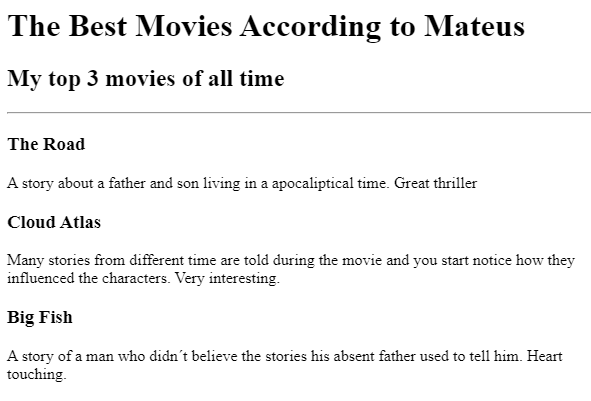 The Best Movies According to Mateus
My top 3 movies of all time
The Road
A story about a father and son living in a apocaliptical time. Great thriller
Cloud Atlas
Many stories from different time are told during the movie and you start notice how they
influenced the characters. Very interesting.
Big Fish
A story of a man who didn´t believe the stories his absent father used to tell him. Heart
touching.